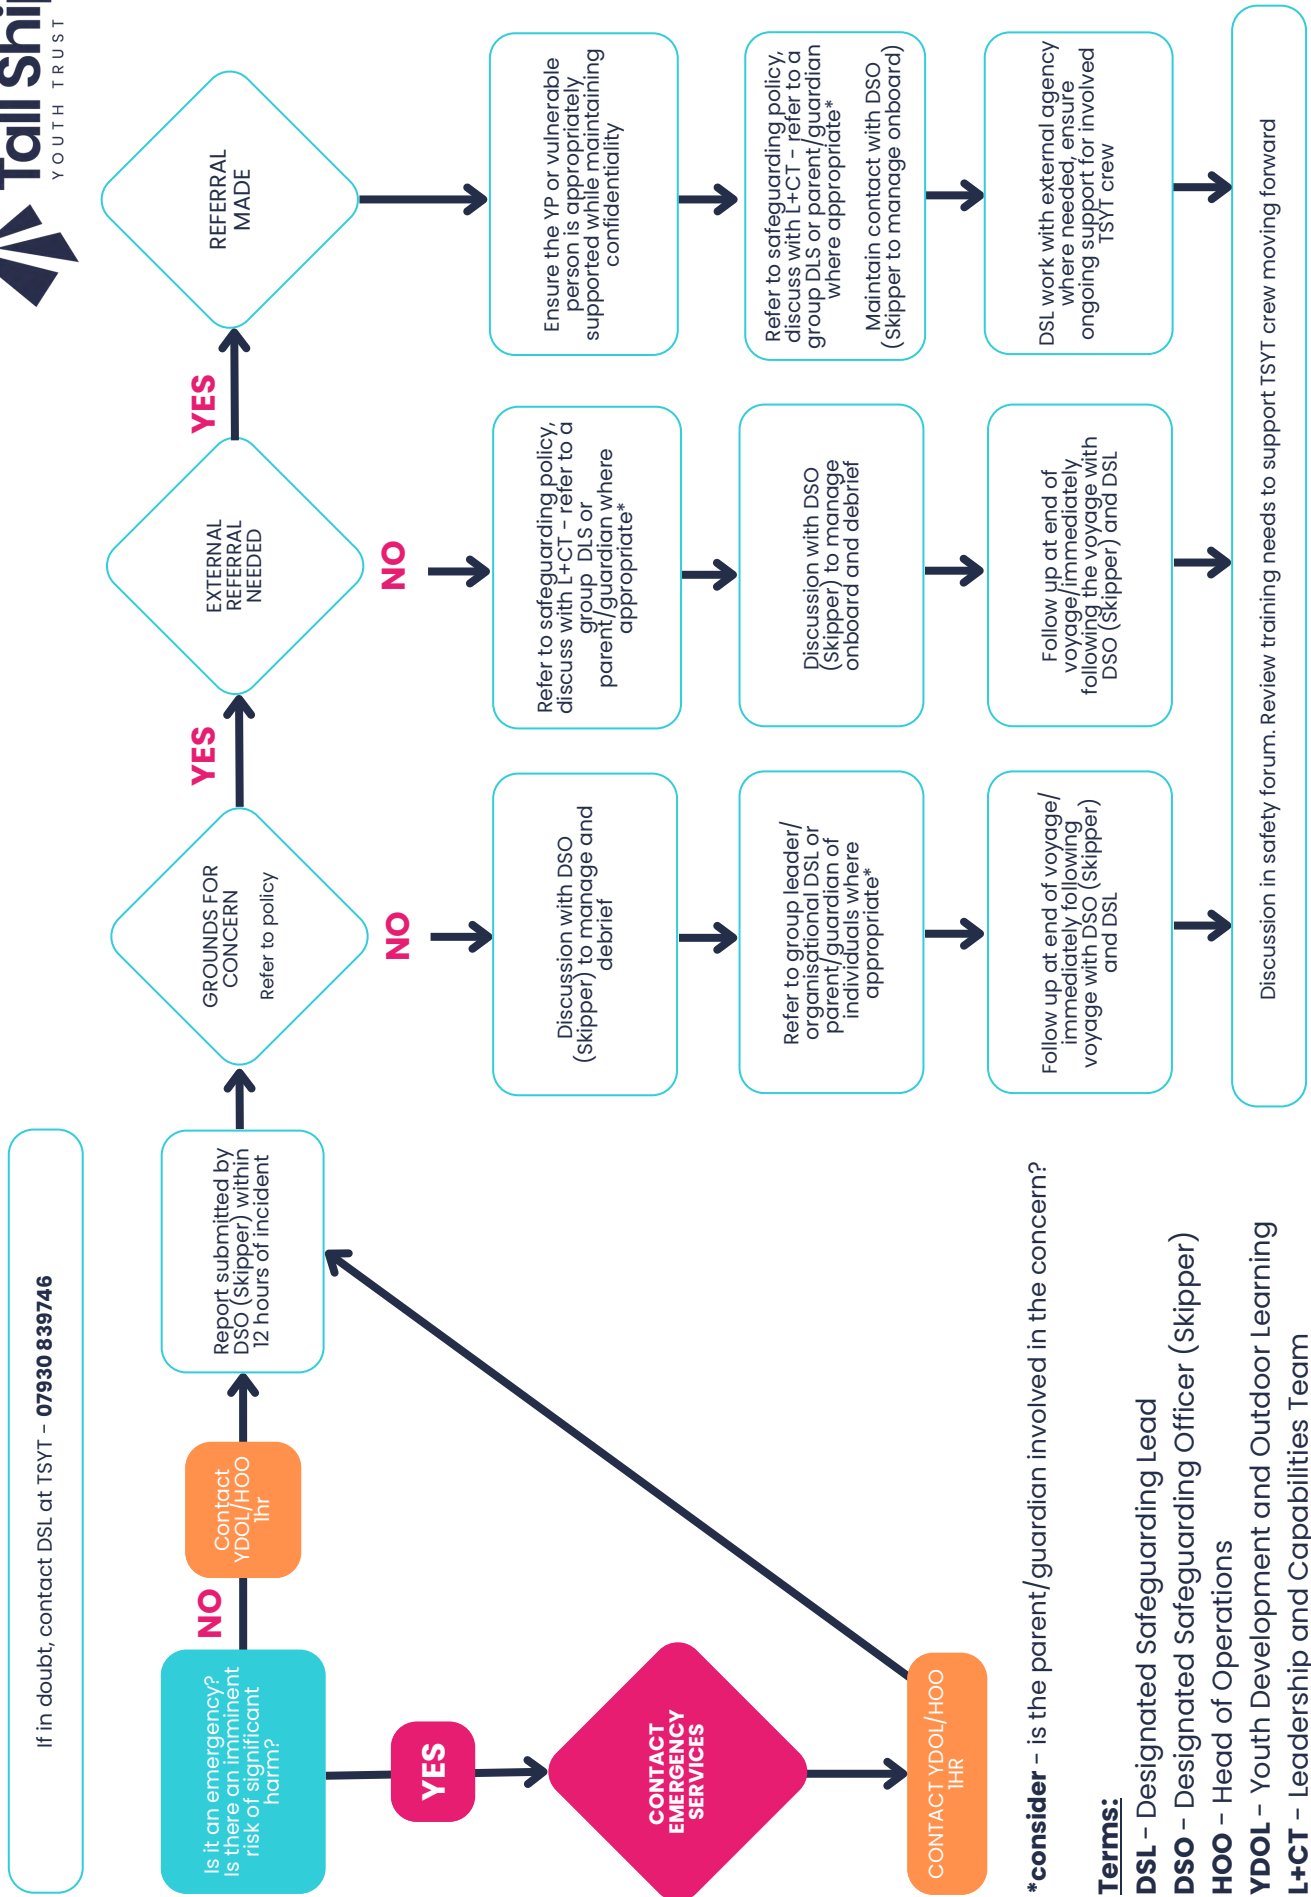 If in doubt, contact DSL at TSYT - 07930 839746
YOUTH TRUST
Is it an emergency?
Is there an imminent
risk of significant
harm?
NO
Contact
YDOL/HOO
1hr
Report submitted by
DSO (Skipper) within
12 hours of incident
GROUNDS FOR
CONCERN
Refer to policy
YES
EXTERNAL
REFERRAL
NEEDED
YES
REFERRAL
MADE
YES
CONTACT
EMERGENCY
SERVICES
CONTACT YDOL/HOO
1HR
NO
Discussion with DSO
(Skipper) to manage and
debrief
Refer to group leader/
organisational DSL or
parent/guardian of
individuals where
appropriate*
Follow up at end of voyage/
immediately following
voyage with DSO (Skipper)
and DSL
NO
Refer to safeguarding policy,
discuss with L+CT - refer to a
group DLS or
parent/guardian where
appropriate*
Discussion with DSO
(Skipper) to manage
onboard and debrief
Follow up at end of
voyage/immediately
following the voyage with
DSO (Skipper) and DSL
Ensure the YP or vulnerable
person is appropriately
supported while maintaining
confidentiality
Refer to safeguarding policy,
discuss with L+CT - refer to a
group DLS or parent/guardian
where appropriate*
Maintain contact with DSO
(Skipper to manage onboard)
DSL work with external agency
where needed, ensure
ongoing support for involved
TSYT crew
Discussion in safety forum. Review training needs to support TSYT crew moving forward
*consider - is the parent/guardian involved in the concern?
Terms:
DSL - Designated Safeguarding Lead
DSO - Designated Safeguarding Officer (Skipper)
HOO - Head of Operations
YDOL - Youth Development and Outdoor Learning
L+CT - Leadership and Capabilities Team